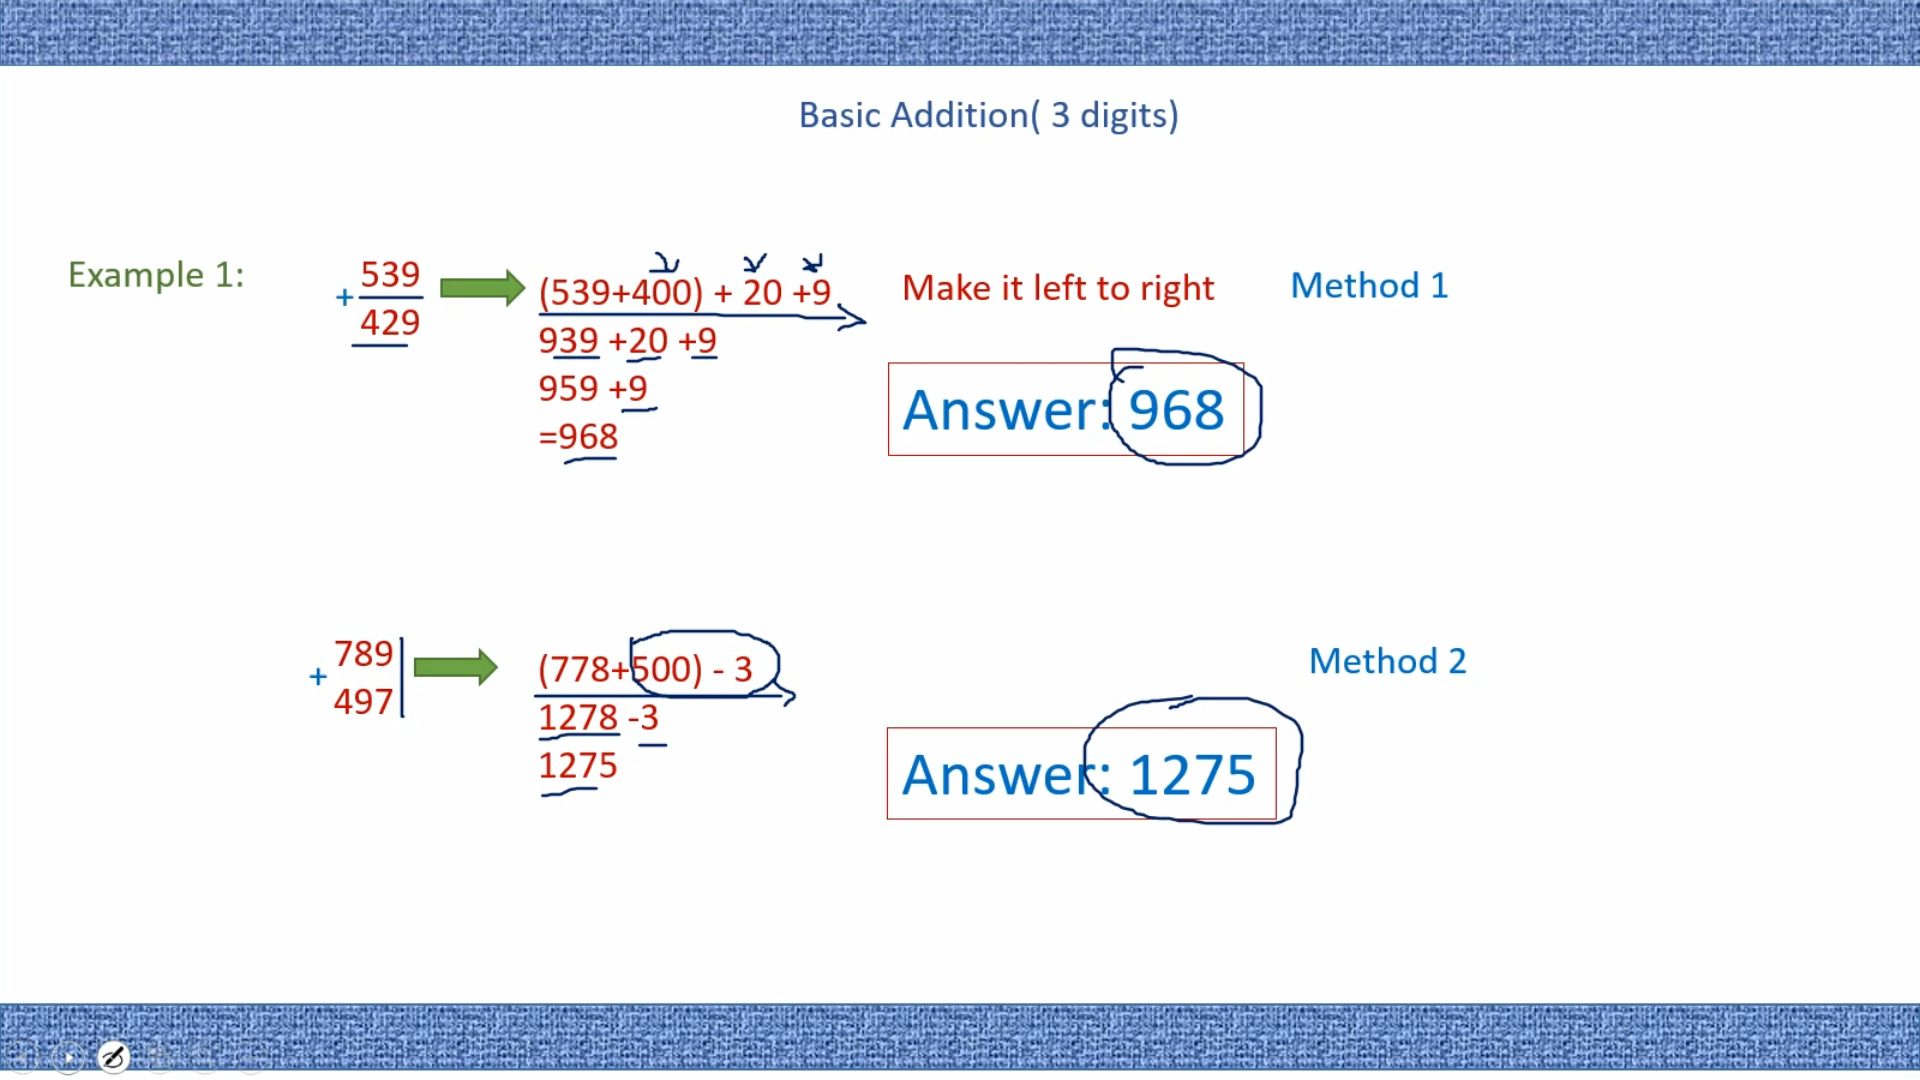 Basic Addition( 3 digits)
Example 1:
539
+
429
(539+400) + 20 +9
939 +20 +9
959 +9
=968
Make it left to right
Method 1
Answer: 968
789
+
497
(778+500) - 3
1278 -3
1275
Method 2
Answer: 1275